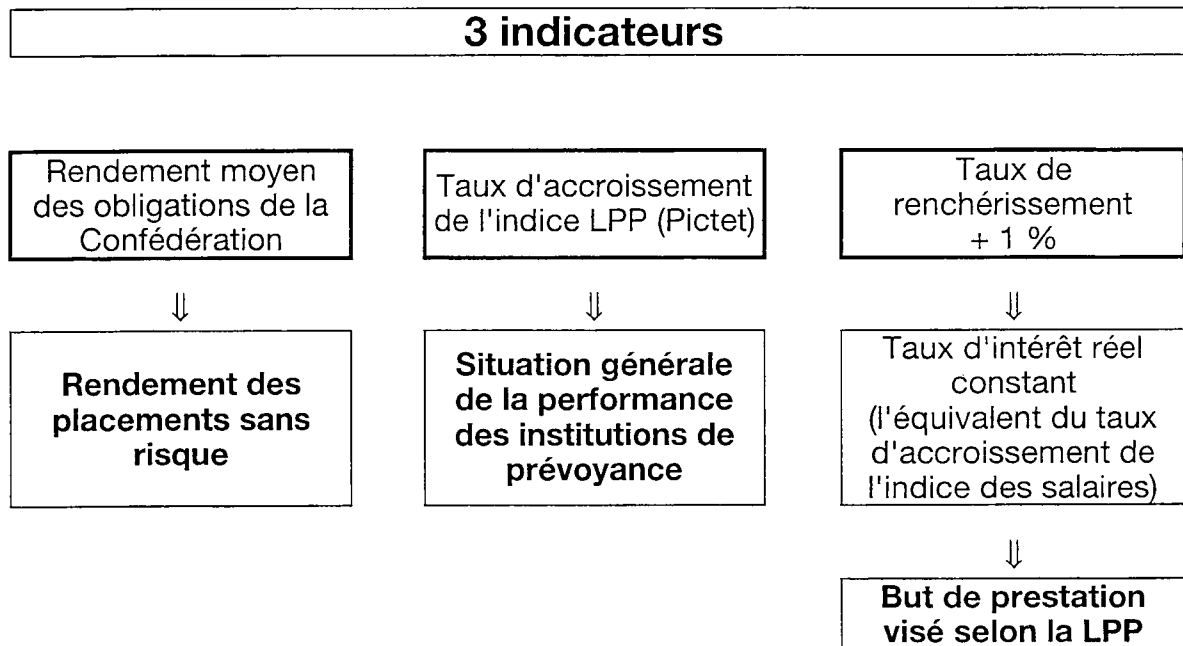 3 indicateurs
Rendement moyen
des obligations de la
Confédération
Taux d'accroissement
de l'indice LPP (Pictet)
Taux de
renchérissement
+ 1 %
⇓
⇓
⇓
Rendement des
placements sans
risque
Situation générale
de la performance
des institutions de
prévoyance
Taux d'intérêt réel
constant
(l'équivalent du taux
d'accroissement de
l'indice des salaires)
⇓
But de prestation
visé selon la LPP